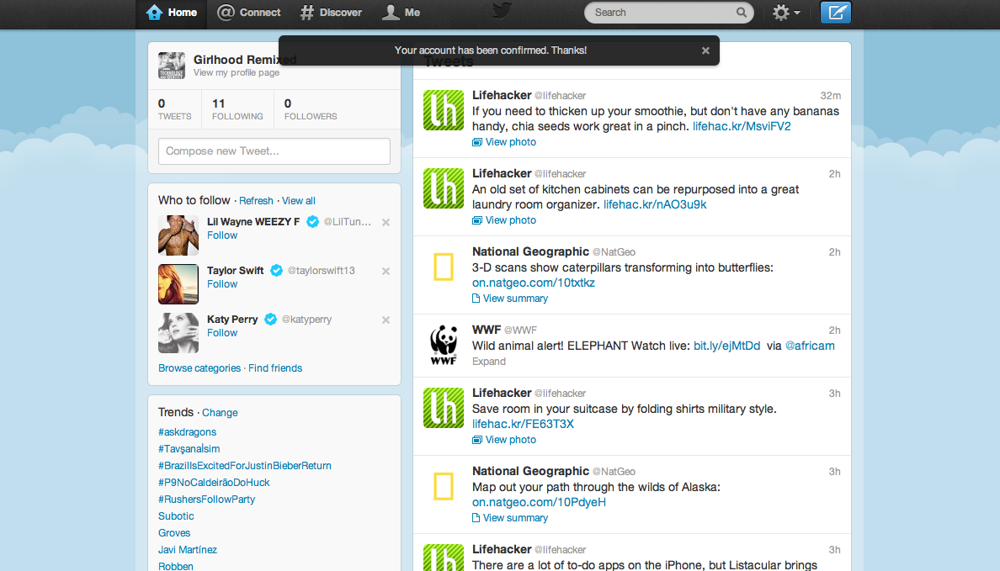 Home
Connect
Discover
Me
Search
Your account has been confirmed. Thanks!
Girlhood Remixed
View my profile page
0
TWEETS
11
FOLLOWING
0
FOLLOWERS
Compose new Tweet...
Who to follow · Refresh · View all
Lil Wayne WEEZY F @LilTun...
Follow
Taylor Swift @taylorswift13
Follow
Katy Perry @katyperry
Follow
Browse categories · Find friends
Trends · Change
#askdragons
#Tavşanaİsim
#BrazilIsExcitedForJustinBieberReturn
#P9NoCaldeirãoDoHuck
#RushersFollowParty
Subotic
Groves
Javi Martínez
Robben
Tweets
lh
Lifehacker @lifehacker 32m
If you need to thicken up your smoothie, but don't have any bananas
handy, chia seeds work great in a pinch. lifehac.kr/MsviFV2
View photo
lh
Lifehacker @lifehacker 2h
An old set of kitchen cabinets can be repurposed into a great
laundry room organizer. lifehac.kr/nAO3u9k
View photo
National Geographic @NatGeo 2h
3-D scans show caterpillars transforming into butterflies:
on.natgeo.com/10txtkz
View summary
WWF
WWF @WWF 2h
Wild animal alert! ELEPHANT Watch live: bit.ly/ejMtDd via @africam
Expand
lh
Lifehacker @lifehacker 3h
Save room in your suitcase by folding shirts military style.
lifehac.kr/FE63T3X
View photo
National Geographic @NatGeo 3h
Map out your path through the wilds of Alaska:
on.natgeo.com/10PdyeH
View summary
lh
Lifehacker @lifehacker 3h
There are a lot of to-do apps on the iPhone, but Listacular brings